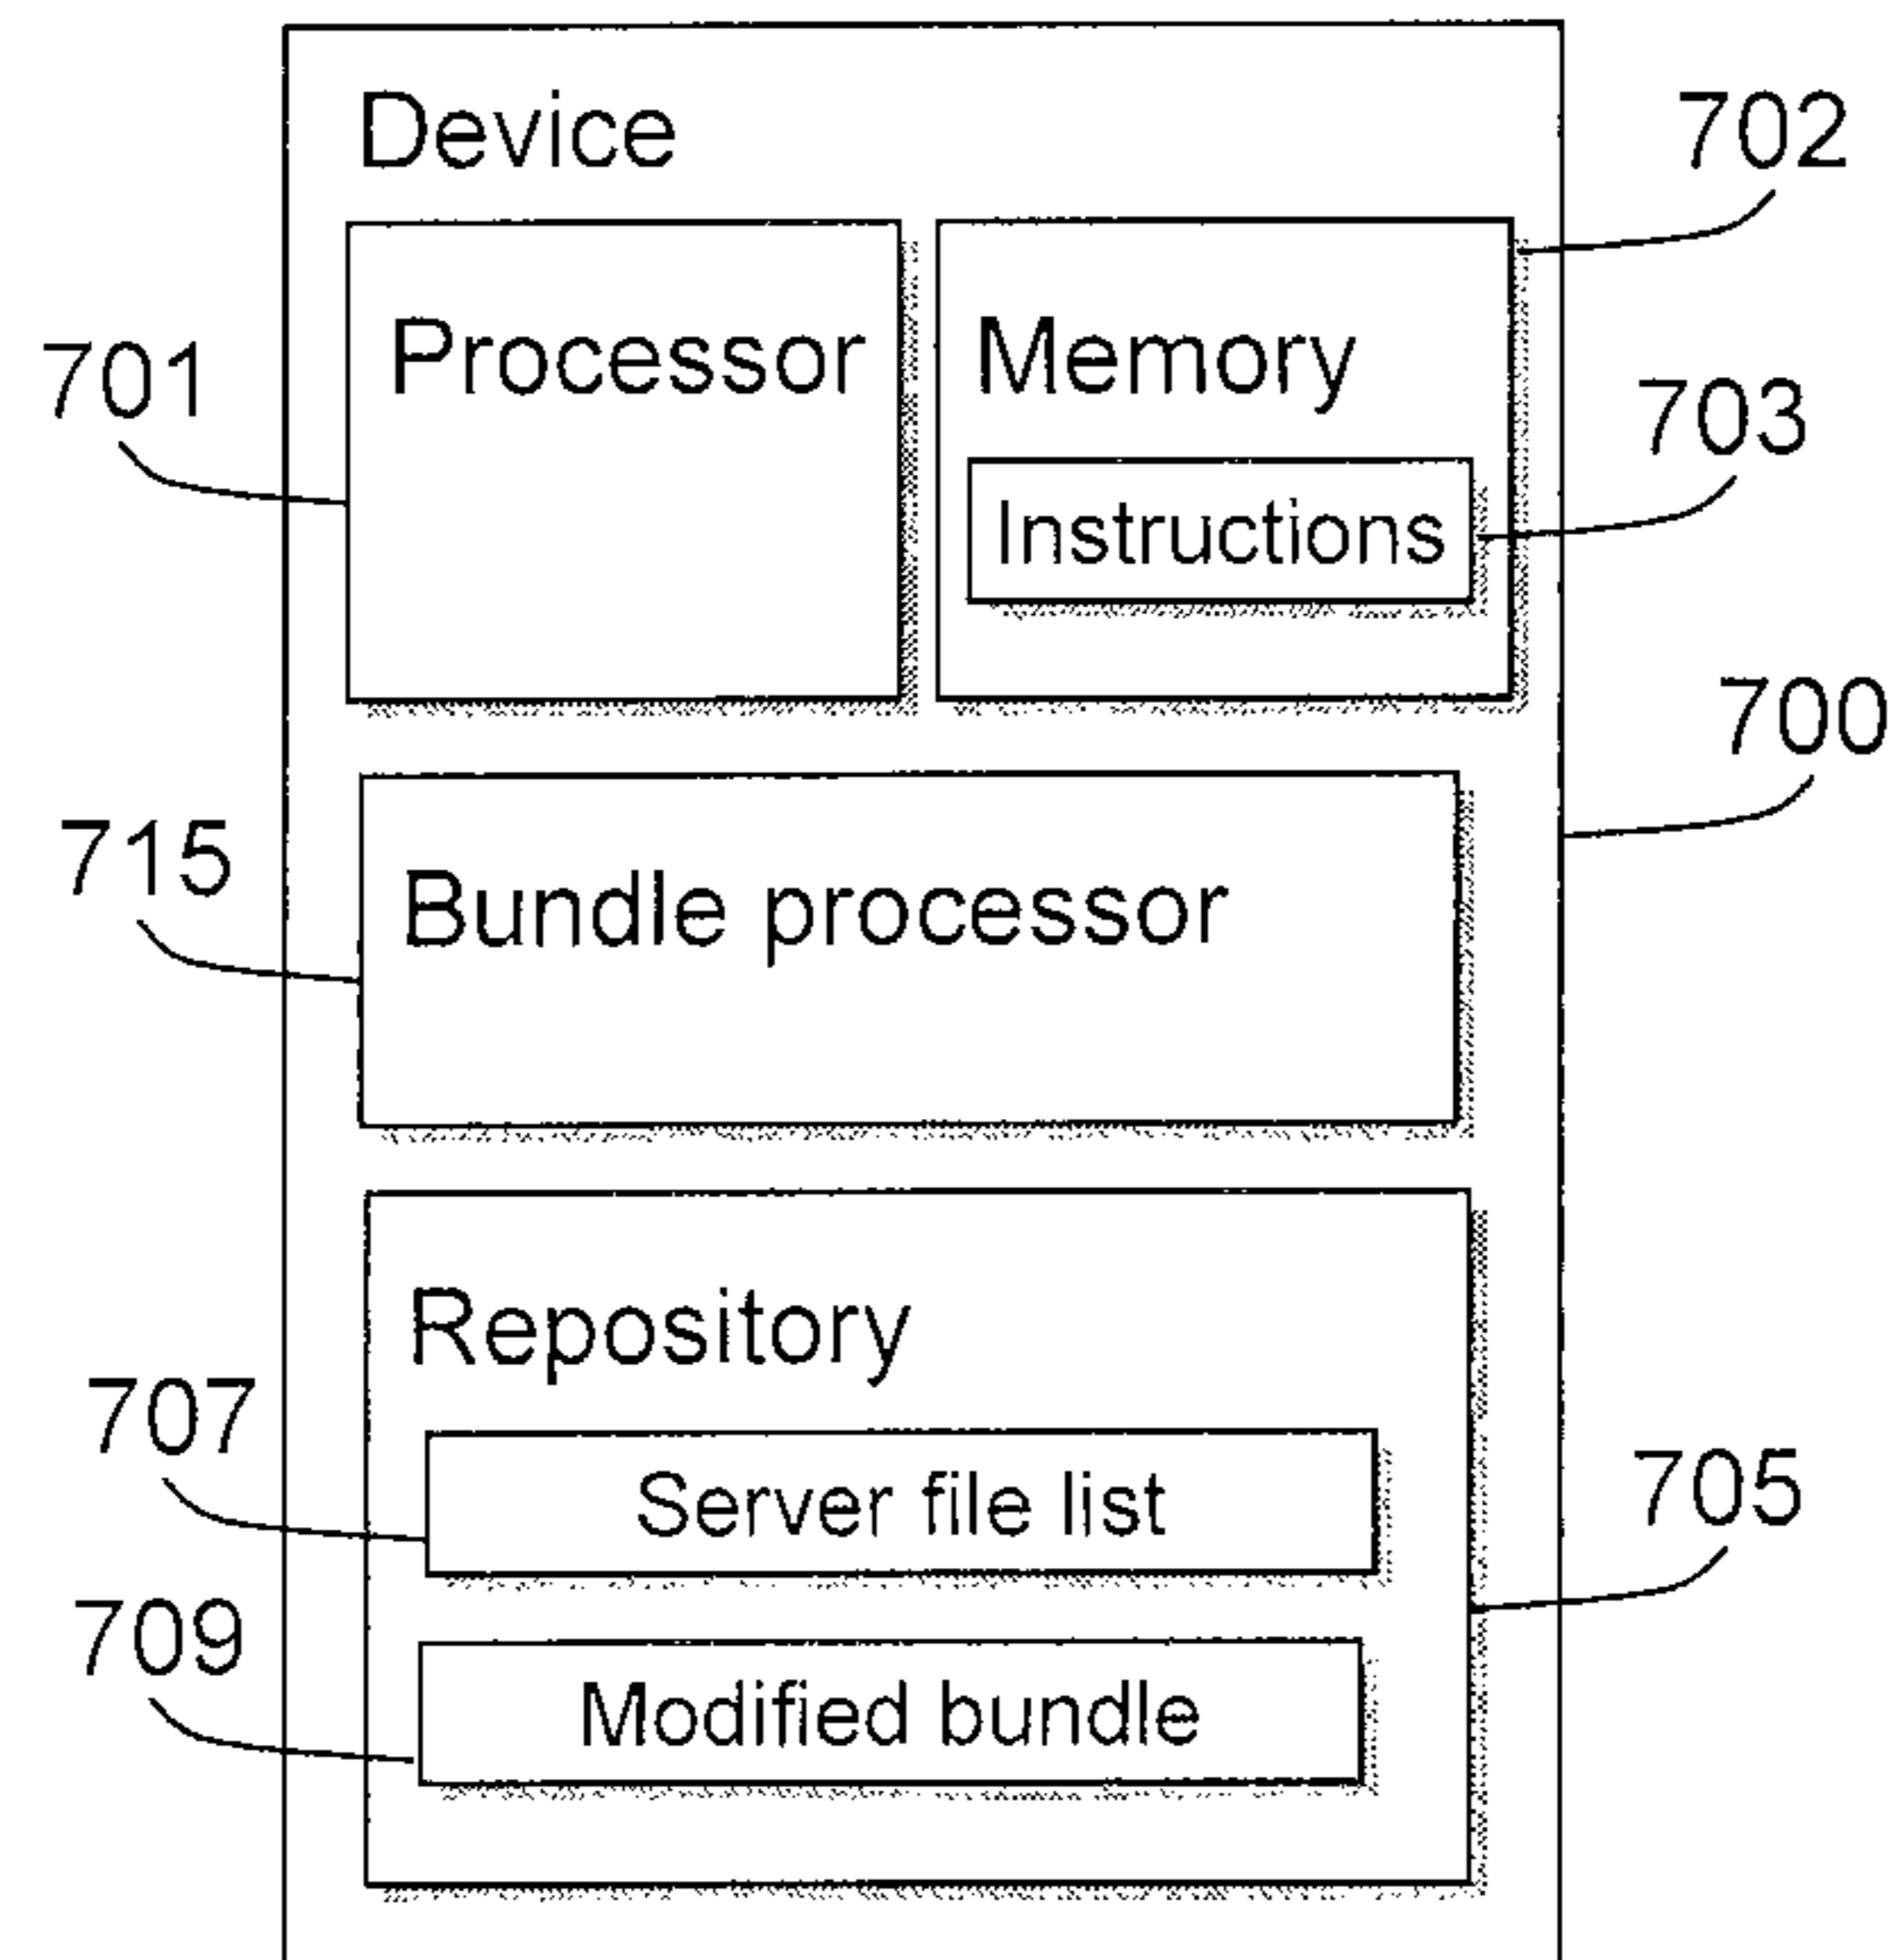 Device
702
Processor
Memory
701
703
Instructions
700
715
Bundle processor
Repository
707
Server file list
705
709
Modified bundle